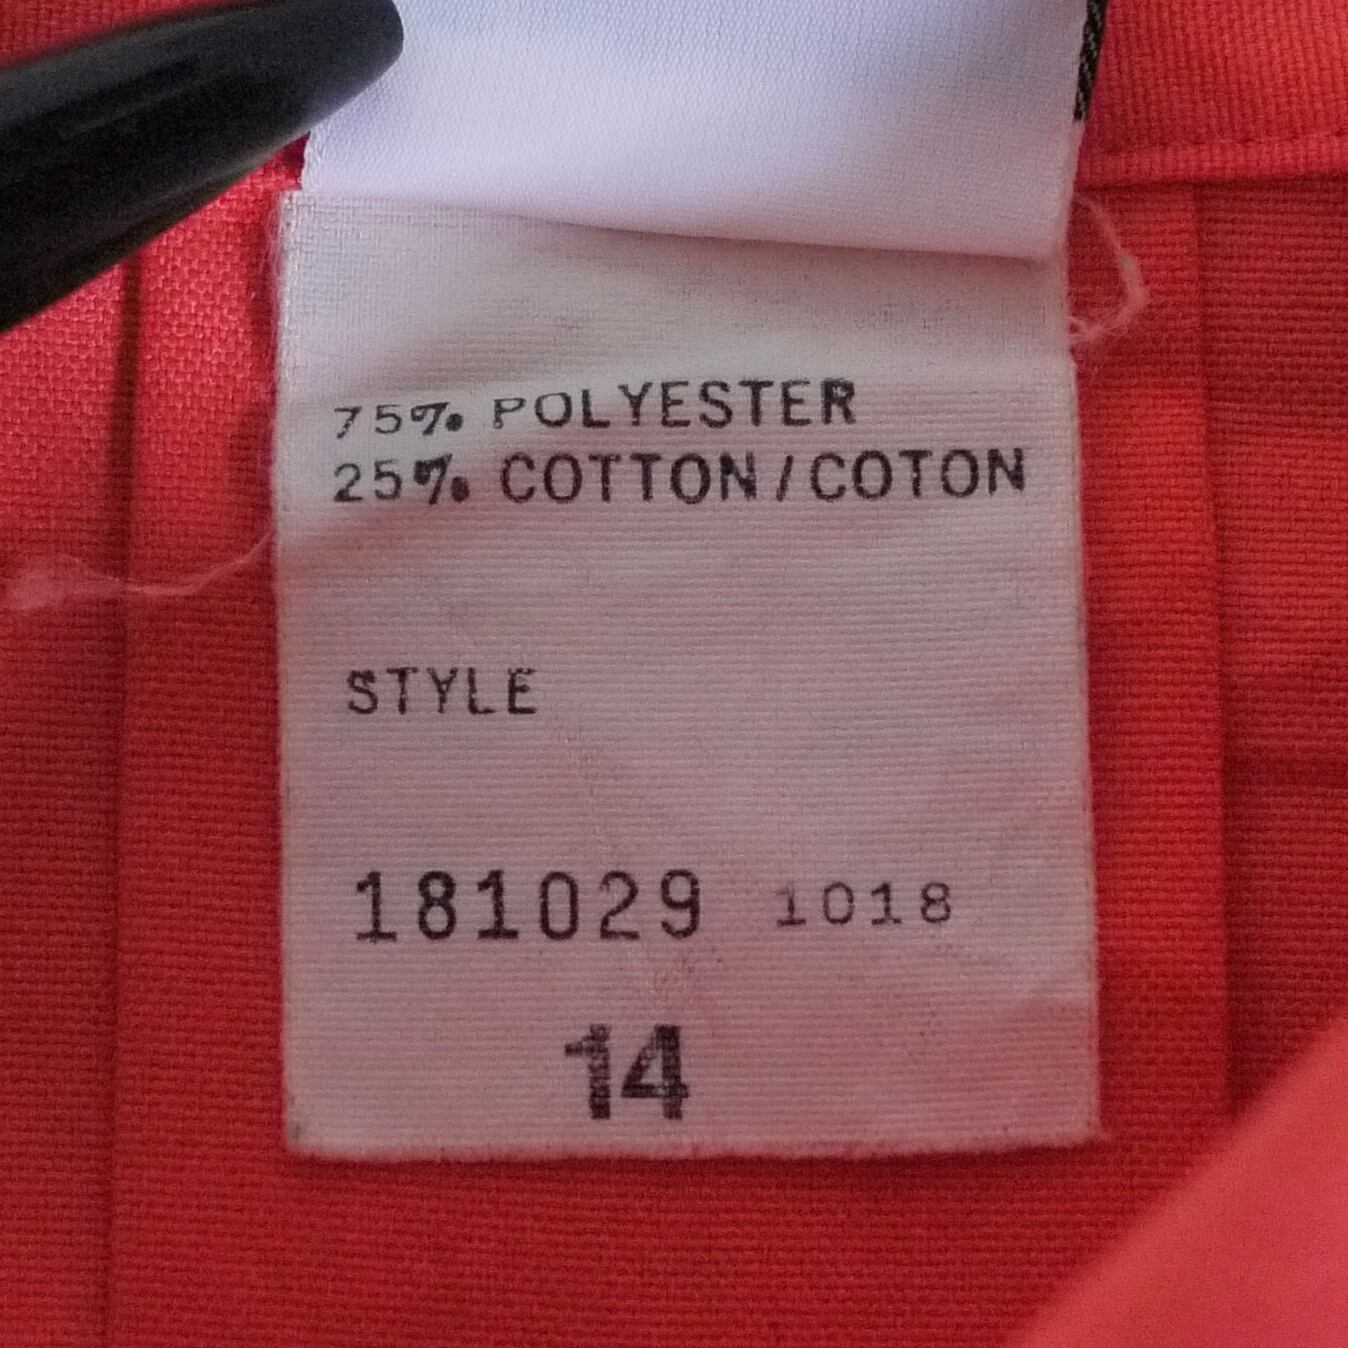 75% POLYESTER
25% COTTON/COTON
STYLE
181029 1018
14